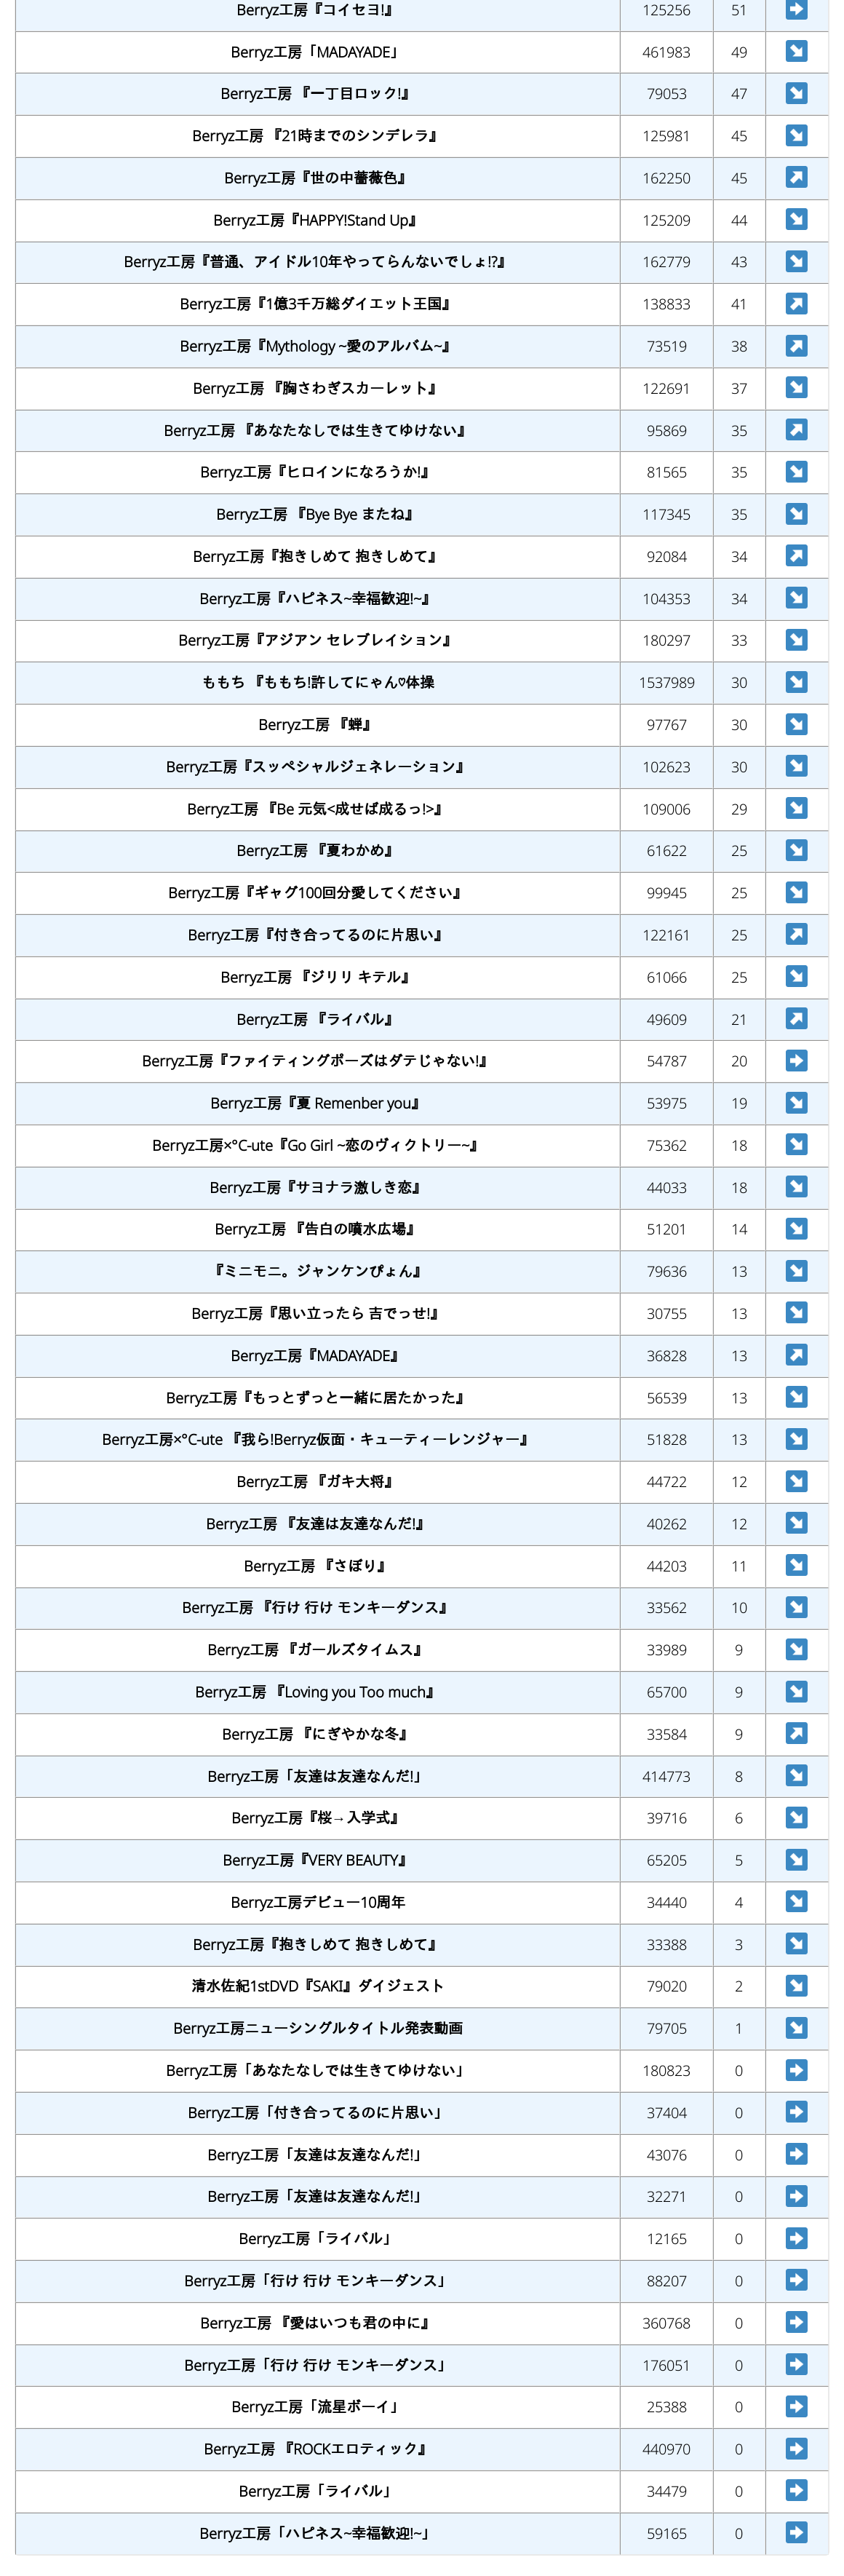 Berryz工房『コイセヨ!』 125256 51
Berryz工房「MADAYADE」 461983 49
Berryz工房 『一丁目ロック!』 79053 47
Berryz工房 『21時までのシンデレラ』 125981 45
Berryz工房『世の中薔薇色』 162250 45
Berryz工房『HAPPY!Stand Up』 125209 44
Berryz工房『普通、アイドル10年やってらんないでしょ!?』 162779 43
Berryz工房『1億3千万総ダイエット王国』 138833 41
Berryz工房『Mythology ~愛のアルバム~』 73519 38
Berryz工房 『胸さわぎスカーレット』 122691 37
Berryz工房 『あなたなしでは生きてゆけない』 95869 35
Berryz工房『ヒロインになろうか!』 81565 35
Berryz工房 『Bye Bye またね』 117345 35
Berryz工房『抱きしめて 抱きしめて』 92084 34
Berryz工房『ハピネス~幸福歓迎!~』 104353 34
Berryz工房『アジアン セレブレイション』 180297 33
ももち 『ももち!許してにゃん♡体操 1537989 30
Berryz工房 『蝉』 97767 30
Berryz工房『スッペシャルジェネレーション』 102623 30
Berryz工房 『Be 元気<成せば成るっ!>』 109006 29
Berryz工房 『夏わかめ』 61622 25
Berryz工房『ギャグ100回分愛してください』 99945 25
Berryz工房『付き合ってるのに片思い』 122161 25
Berryz工房 『ジリリ キテル』 61066 25
Berryz工房 『ライバル』 49609 21
Berryz工房『ファイティングポーズはダテじゃない!』 54787 20
Berryz工房『夏 Remenber you』 53975 19
Berryz工房×°C-ute『Go Girl ~恋のヴィクトリー~』 75362 18
Berryz工房『サヨナラ激しき恋』 44033 18
Berryz工房 『告白の噴水広場』 51201 14
『ミニモニ。ジャンケンぴょん』 79636 13
Berryz工房『思い立ったら 吉でっせ!』 30755 13
Berryz工房『MADAYADE』 36828 13
Berryz工房『もっとずっと一緒に居たかった』 56539 13
Berryz工房×°C-ute 『我ら!Berryz仮面・キューティーレンジャー』 51828 13
Berryz工房 『ガキ大将』 44722 12
Berryz工房 『友達は友達なんだ!』 40262 12
Berryz工房 『さぼり』 44203 11
Berryz工房 『行け 行け モンキーダンス』 33562 10
Berryz工房 『ガールズタイムス』 33989 9
Berryz工房 『Loving you Too much』 65700 9
Berryz工房 『にぎやかな冬』 33584 9
Berryz工房「友達は友達なんだ!」 414773 8
Berryz工房『桜→入学式』 39716 6
Berryz工房『VERY BEAUTY』 65205 5
Berryz工房デビュー10周年 34440 4
Berryz工房『抱きしめて 抱きしめて』 33388 3
清水佐紀1stDVD『SAKI』ダイジェスト 79020 2
Berryz工房ニューシングルタイトル発表動画 79705 1
Berryz工房「あなたなしでは生きてゆけない」 180823 0
Berryz工房「付き合ってるのに片思い」 37404 0
Berryz工房「友達は友達なんだ!」 43076 0
Berryz工房「友達は友達なんだ!」 32271 0
Berryz工房「ライバル」 12165 0
Berryz工房「行け 行け モンキーダンス」 88207 0
Berryz工房 『愛はいつも君の中に』 360768 0
Berryz工房「行け 行け モンキーダンス」 176051 0
Berryz工房「流星ボーイ」 25388 0
Berryz工房 『ROCKエロティック』 440970 0
Berryz工房「ライバル」 34479 0
Berryz工房「ハピネス~幸福歓迎!~」 59165 0